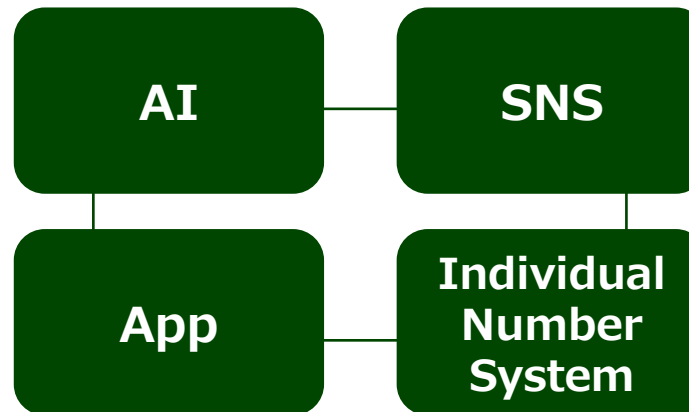 AI
SNS
App
Individual
Number
System